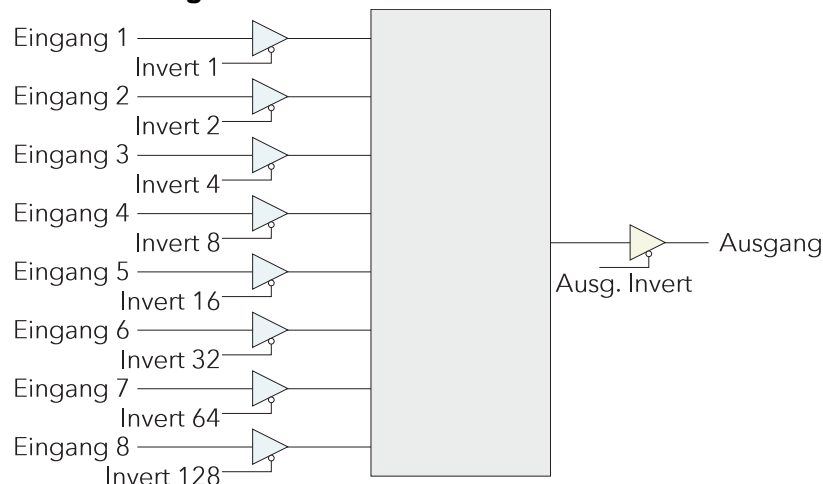 Eingang 1
Invert 1
Eingang 2
Invert 2
Eingang 3
Invert 4
Eingang 4
Invert 8
Eingang 5
Invert 16
Eingang 6
Invert 32
Eingang 7
Invert 64
Eingang 8
Invert 128
Ausgang
Ausg. Invert